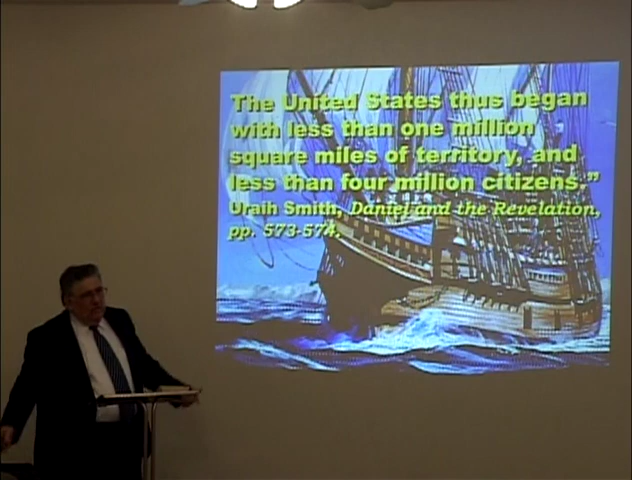 The United States thus began
with less than one million
square miles of territory, and
less than four million citizens."
Uraih Smith, Daniel and the Revelation,
pp. 573-574.